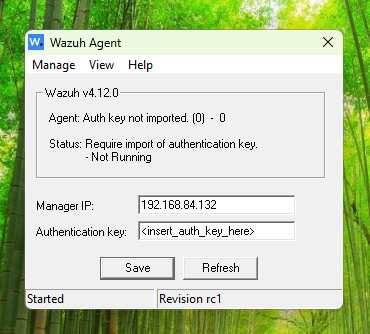 W. Wazuh Agent
Manage View Help
Wazuh v4.12.0
Agent: Auth key not imported. (0) - 0
Status: Require import of authentication key.
- Not Running
Manager IP: 192.168.84.132
Authentication key: <insert_auth_key_here>
Save Refresh
Started Revision rc1